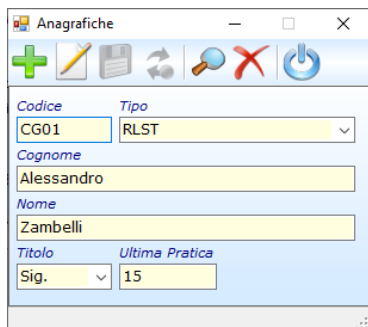 Anagrafiche
Codice Tipo
CG01 RLST
Cognome
Alessandro
Nome
Zambelli
Titolo Ultima Pratica
Sig. 15